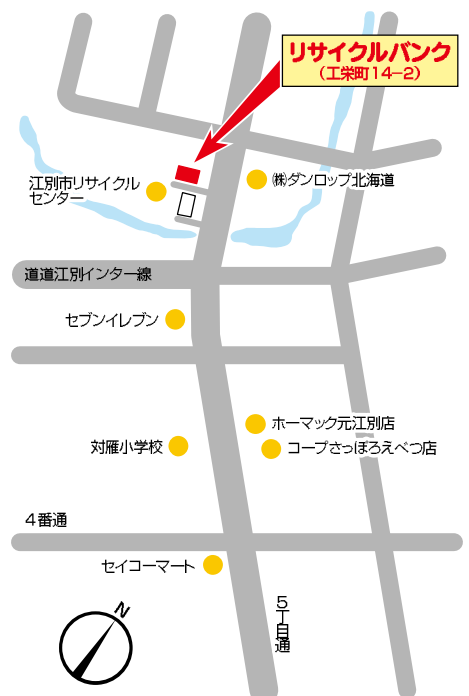 リサイクルバンク
（工栄町14−2）
江別市リサイクル
センター
㈱ダンロップ北海道
道道江別インター線
セブンイレブン
ホーマック元江別店
対雁小学校
コープさっぽろえべつ店
４番通
セイコーマート
５丁目通
N